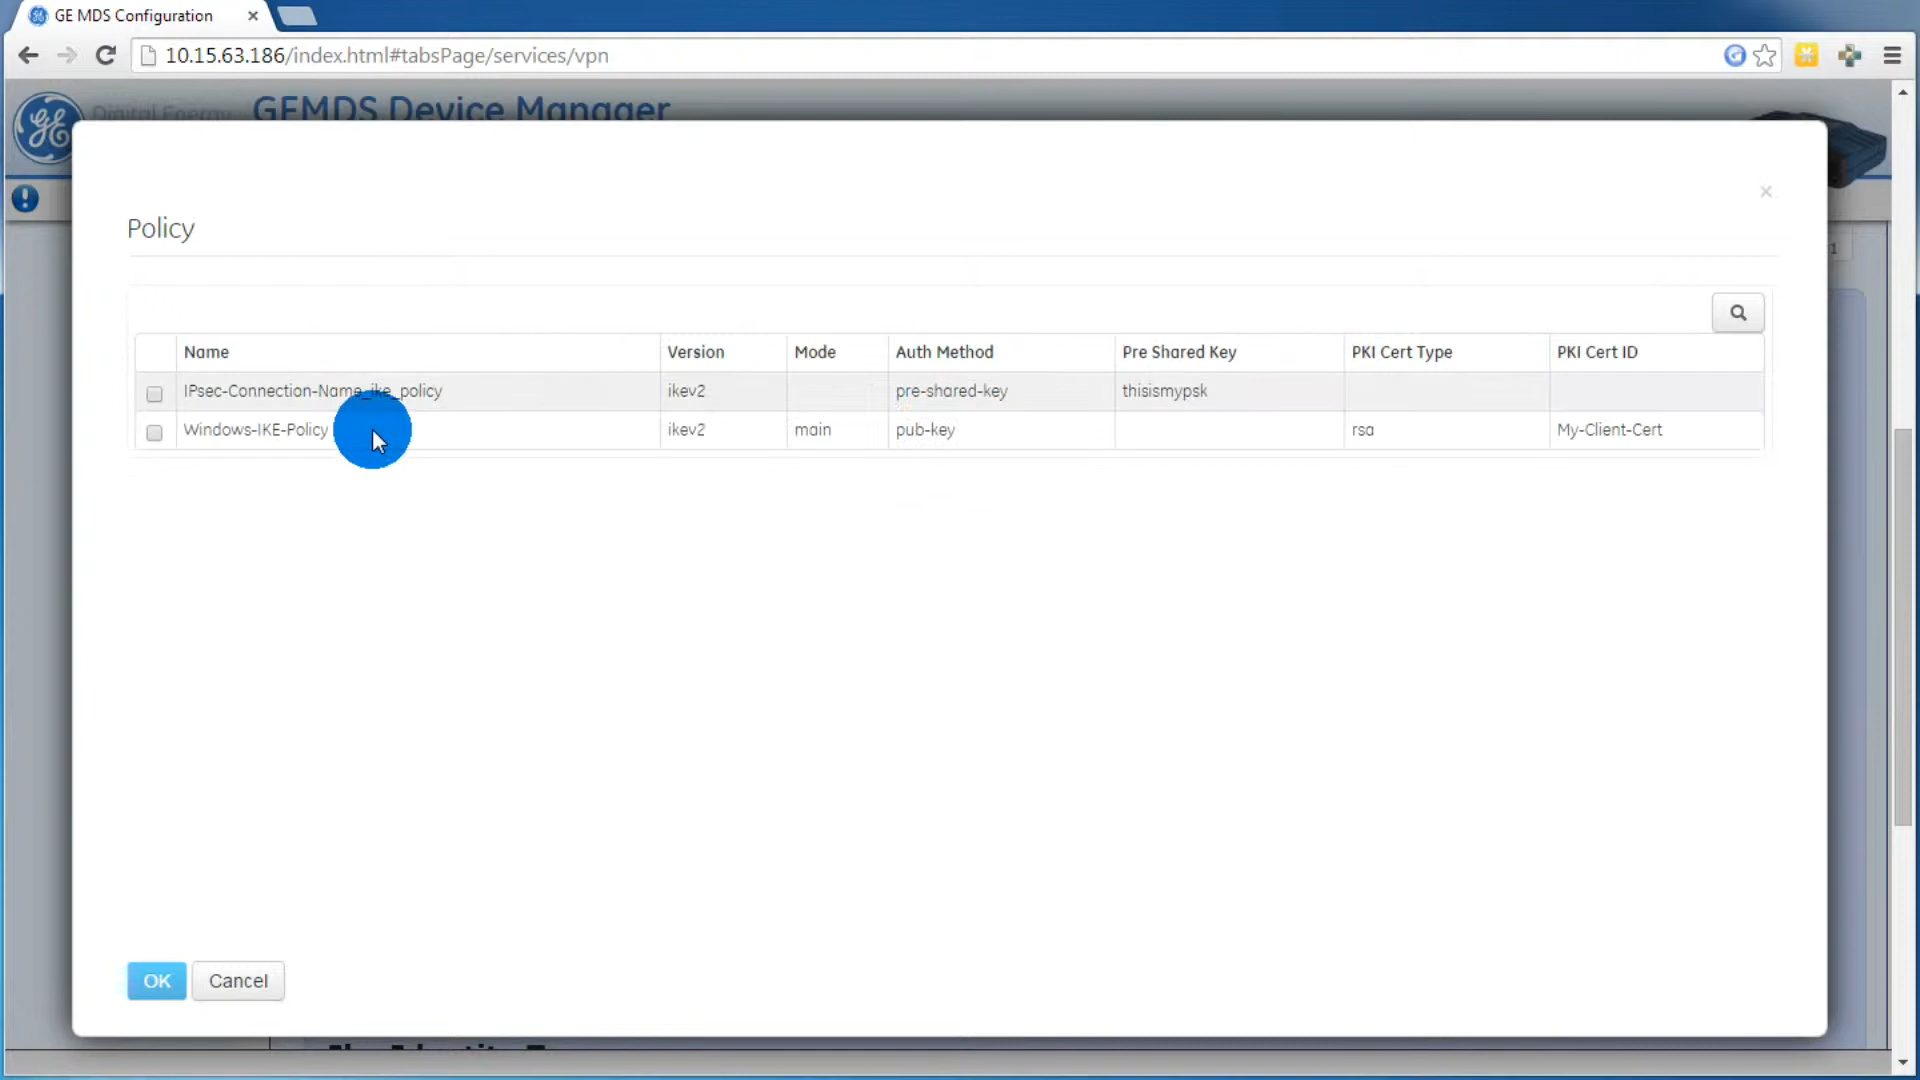 GE MDS Configuration
10.15.63.186/index.html#tabsPage/services/vpn
Digital Energy GEMDS Device Manager
Policy
1
Name Version Mode Auth Method Pre Shared Key PKI Cert Type PKI Cert ID
IPsec-Connection-Name_ike_policy ikev2 pre-shared-key thisismypsk
Windows-IKE-Policy ikev2 main pub-key rsa My-Client-Cert
OK Cancel